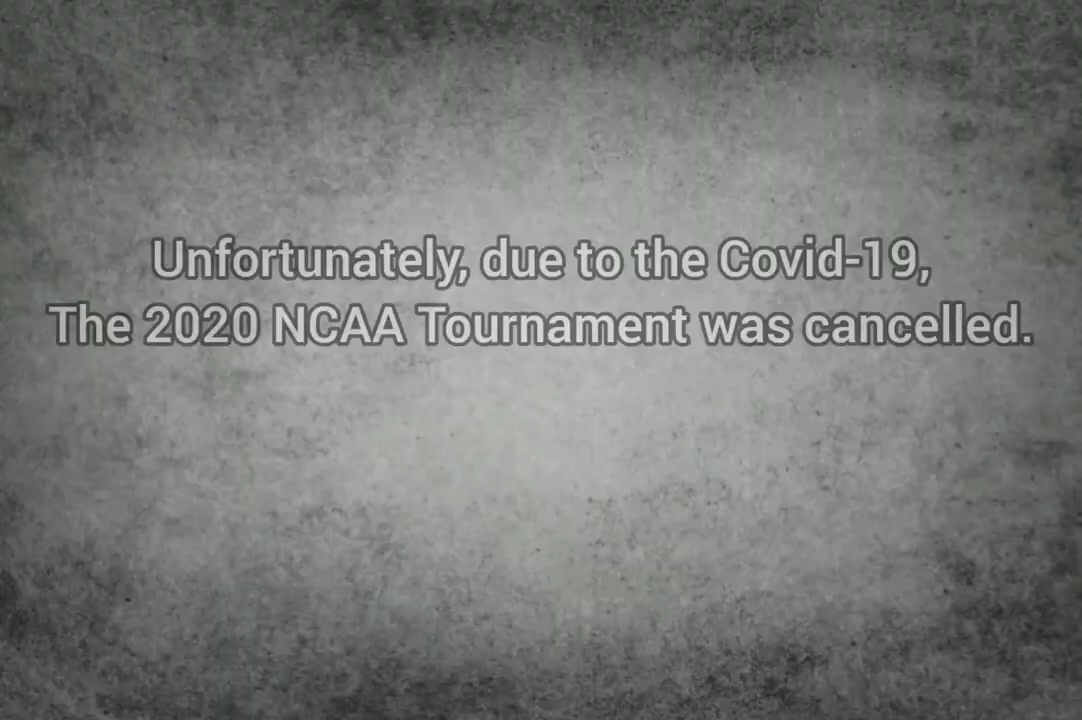 Unfortunately, due to the Covid-19,
The 2020 NCAA Tournament was cancelled.